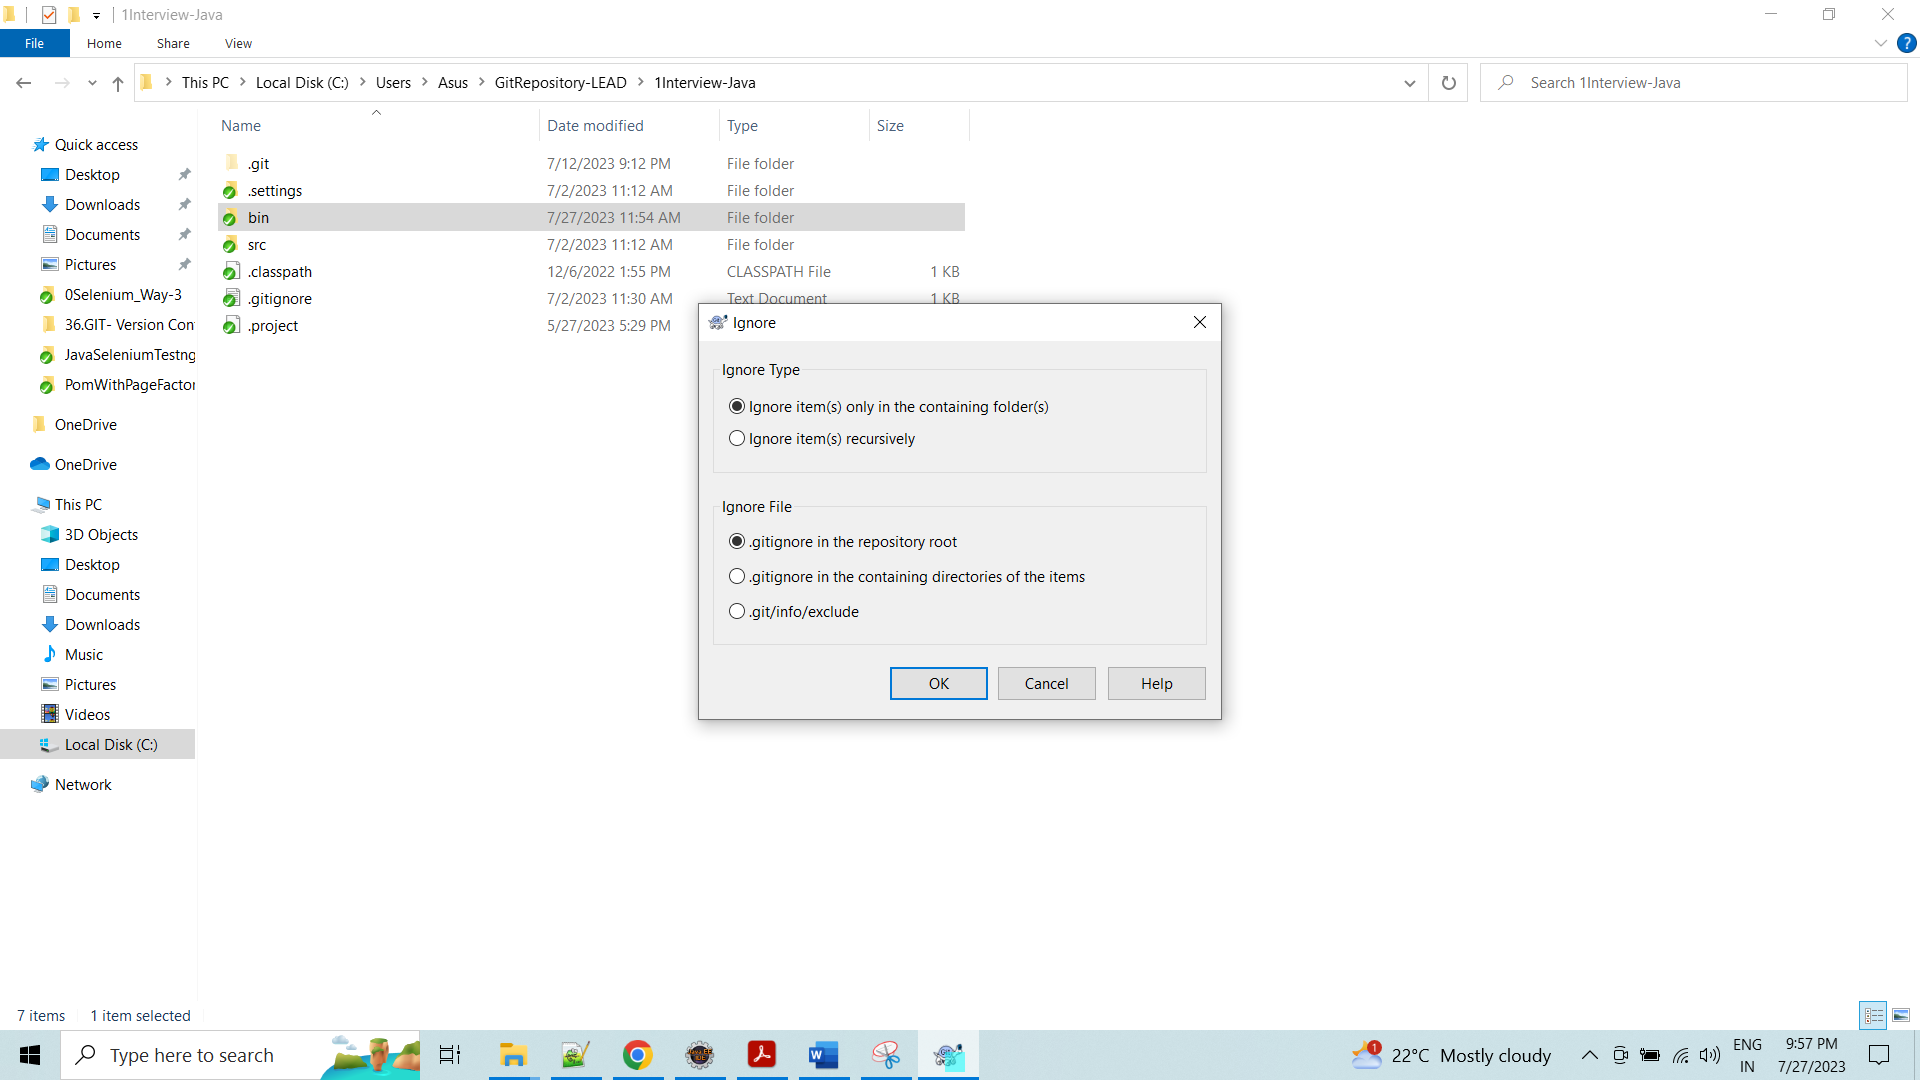 1Interview-Java
File Home Share View
This PC Local Disk (C:) Users Asus GitRepository-LEAD 1Interview-Java
Search 1Interview-Java
Name Date modified Type Size
.git 7/12/2023 9:12 PM File folder
.settings 7/2/2023 11:12 AM File folder
bin 7/27/2023 11:54 AM File folder
src 7/2/2023 11:12 AM File folder
.classpath 12/6/2022 1:55 PM CLASSPATH File 1 KB
.gitignore 7/2/2023 11:30 AM Text Document 1 KB
.project 5/27/2023 5:29 PM
Quick access
Desktop
Downloads
Documents
Pictures
0Selenium_Way-3
36.GIT- Version Con
JavaSeleniumTestng
PomWithPageFactor
OneDrive
OneDrive
This PC
3D Objects
Desktop
Documents
Downloads
Music
Pictures
Videos
Local Disk (C:)
Network
Ignore
Ignore Type
Ignore item(s) only in the containing folder(s)
Ignore item(s) recursively
Ignore File
.gitignore in the repository root
.gitignore in the containing directories of the items
.git/info/exclude
OK Cancel Help
7 items 1 item selected
Type here to search
1
22°C Mostly cloudy
ENG
IN
9:57 PM
7/27/2023